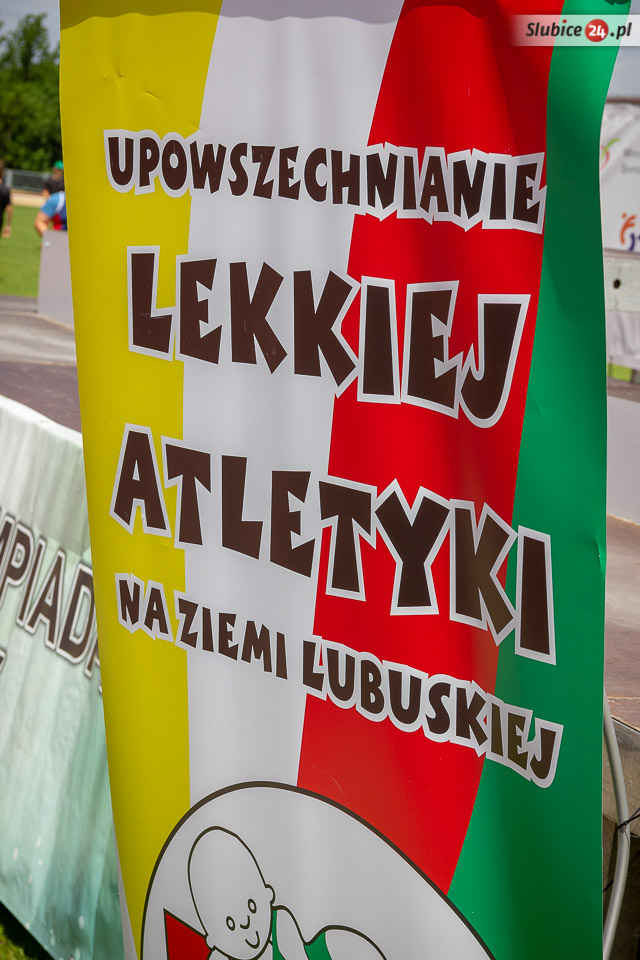 Slubice24.pl
UPOWSZECHNIANIE
LEKKIEJ
ATLETYKI
NA ZIEMI LUBUSKIEJ